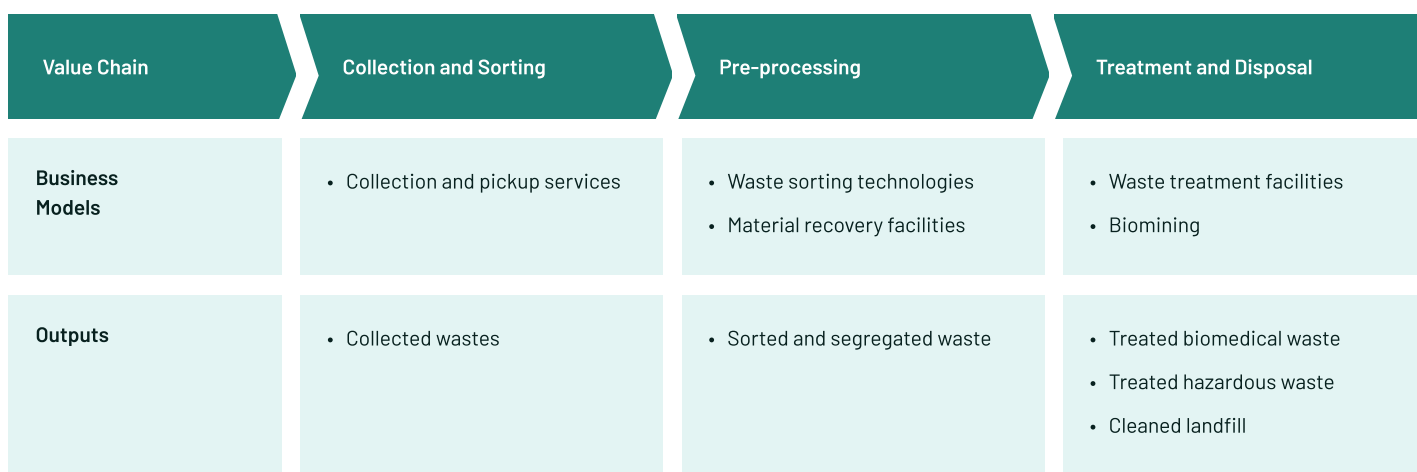 Value Chain
Collection and Sorting
Pre-processing
Treatment and Disposal
Business
Models
• Collection and pickup services
• Waste sorting technologies
• Material recovery facilities
• Waste treatment facilities
• Biomining
Outputs
• Collected wastes
• Sorted and segregated waste
• Treated biomedical waste
• Treated hazardous waste
• Cleaned landfill